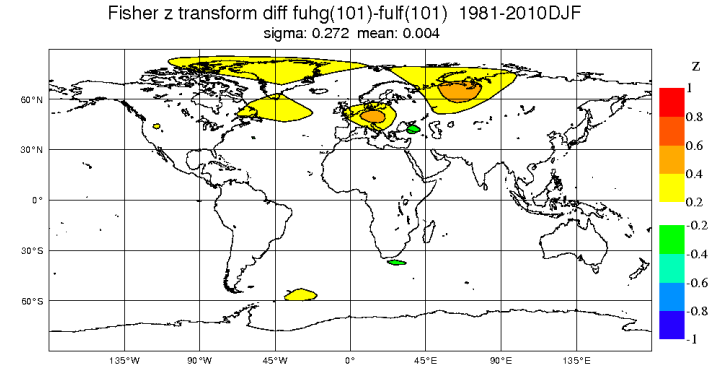 Fisher z transform diff fuhg(101)-fulf(101) 1981-2010DJF
sigma: 0.272 mean: 0.004
z
1
0.8
0.6
0.4
0.2
-0.2
-0.4
-0.6
-0.8
-1
60°N
30°N
0°
30°S
60°S
135°W 90°W 45°W 0° 45°E 90°E 135°E